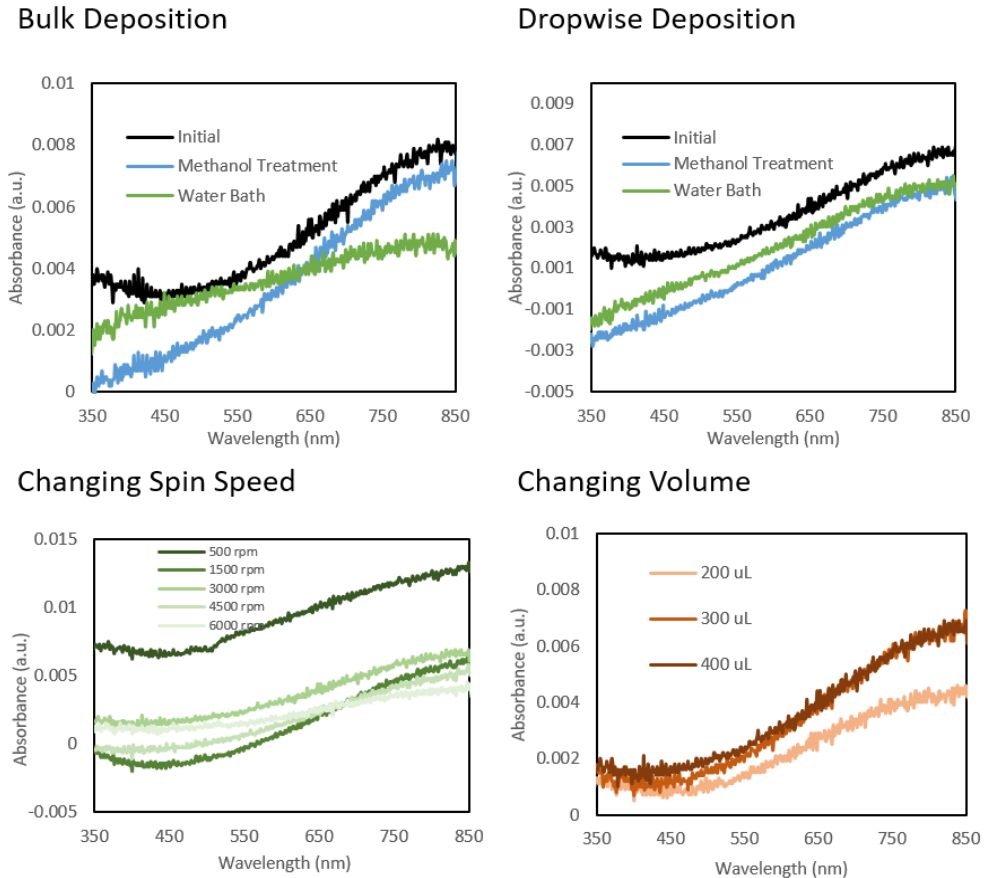 Bulk Deposition
0.01
0.008
0.006
0.004
0.002
0
Absorbance (a.u.)
Initial
Methanol Treatment
Water Bath
350 450 550 650 750 850
Wavelength (nm)
Dropwise Deposition
0.009
0.007
0.005
0.003
0.001
-0.001
-0.003
-0.005
Absorbance (a.u.)
Initial
Methanol Treatment
Water Bath
350 450 550 650 750 850
Wavelength (nm)
Changing Spin Speed
0.015
0.01
0.005
0
-0.005
Absorbance (a.u.)
500 rpm
1500 rpm
3000 rpm
4500 rpm
6000 rpm
350 450 550 650 750 850
Wavelength (nm)
Changing Volume
0.01
0.008
0.006
0.004
0.002
0
Absorbance (a.u.)
200 uL
300 uL
400 uL
350 450 550 650 750 850
Wavelength (nm)